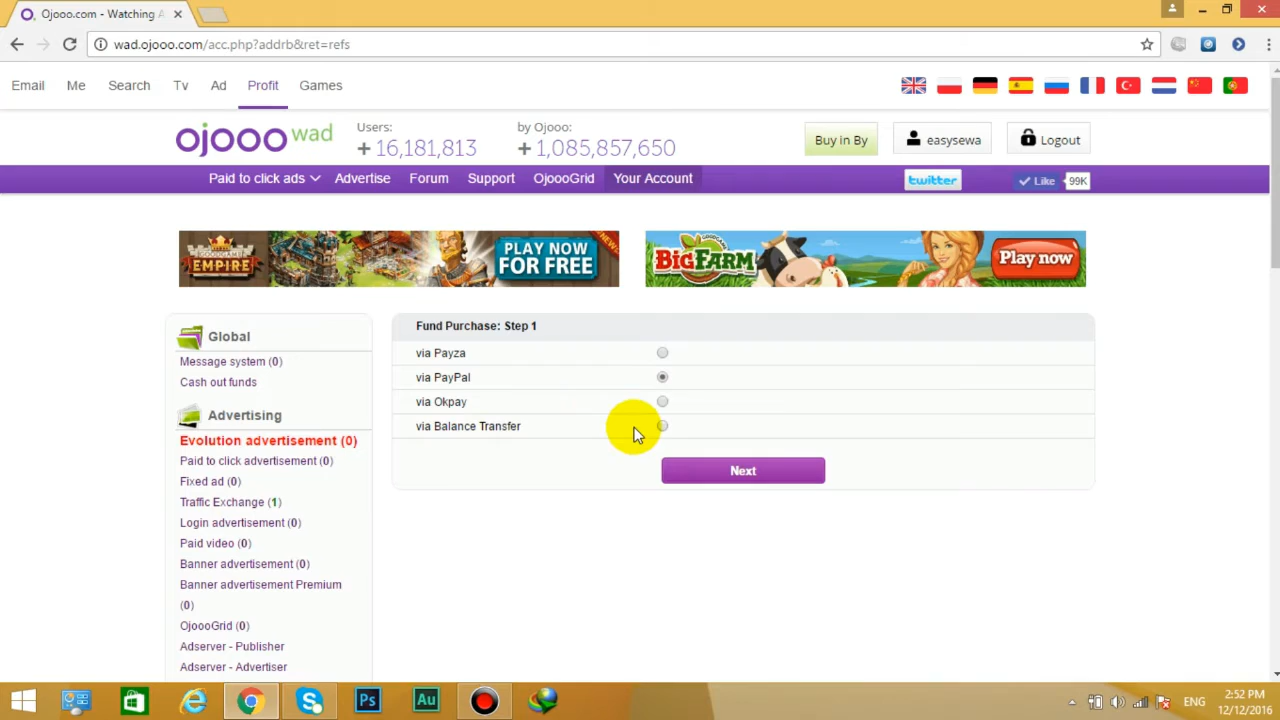 Ojooo.com - Watching A
wad.ojooo.com/acc.php?addrb&ret=refs
Email Me Search Tv Ad Profit Games
ojooo wad
Users:
+ 16,181,813
by Ojooo:
+ 1,085,857,650
Buy in By
easysewa
Logout
Paid to click ads Advertise Forum Support OjoooGrid Your Account
twitter
Like 99K
GOODGAME
EMPIRE
PLAY NOW
FOR FREE
NEW!
GOODGAME
BIGFARM
Play now
Global
Message system (0)
Cash out funds
Advertising
Evolution advertisement (0)
Paid to click advertisement (0)
Fixed ad (0)
Traffic Exchange (1)
Login advertisement (0)
Paid video (0)
Banner advertisement (0)
Banner advertisement Premium
(0)
OjoooGrid (0)
Adserver - Publisher
Adserver - Advertiser
Fund Purchase: Step 1
via Payza
via PayPal
via Okpay
via Balance Transfer
Next
Ps
Au
ENG
2:52 PM
12/12/2016